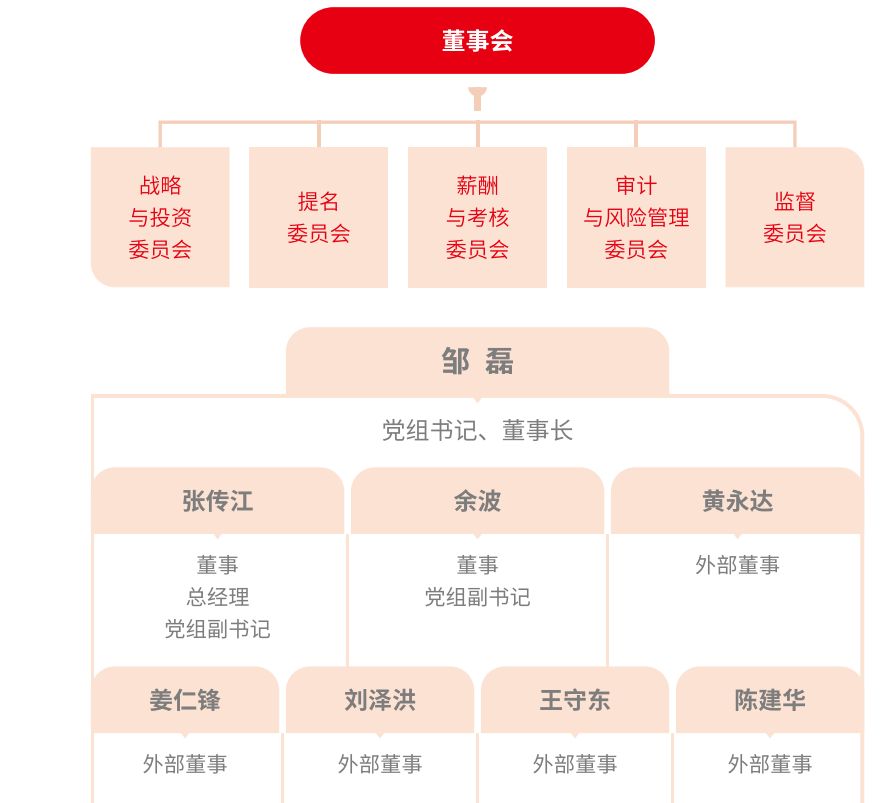 董事会
战略
与投资
委员会
提名
委员会
薪酬
与考核
委员会
审计
与风险管理
委员会
监督
委员会
邹 磊
党组书记、董事长
张传江
董事
总经理
党组副书记
余波
董事
党组副书记
黄永达
外部董事
姜仁锋
外部董事
刘泽洪
外部董事
王守东
外部董事
陈建华
外部董事